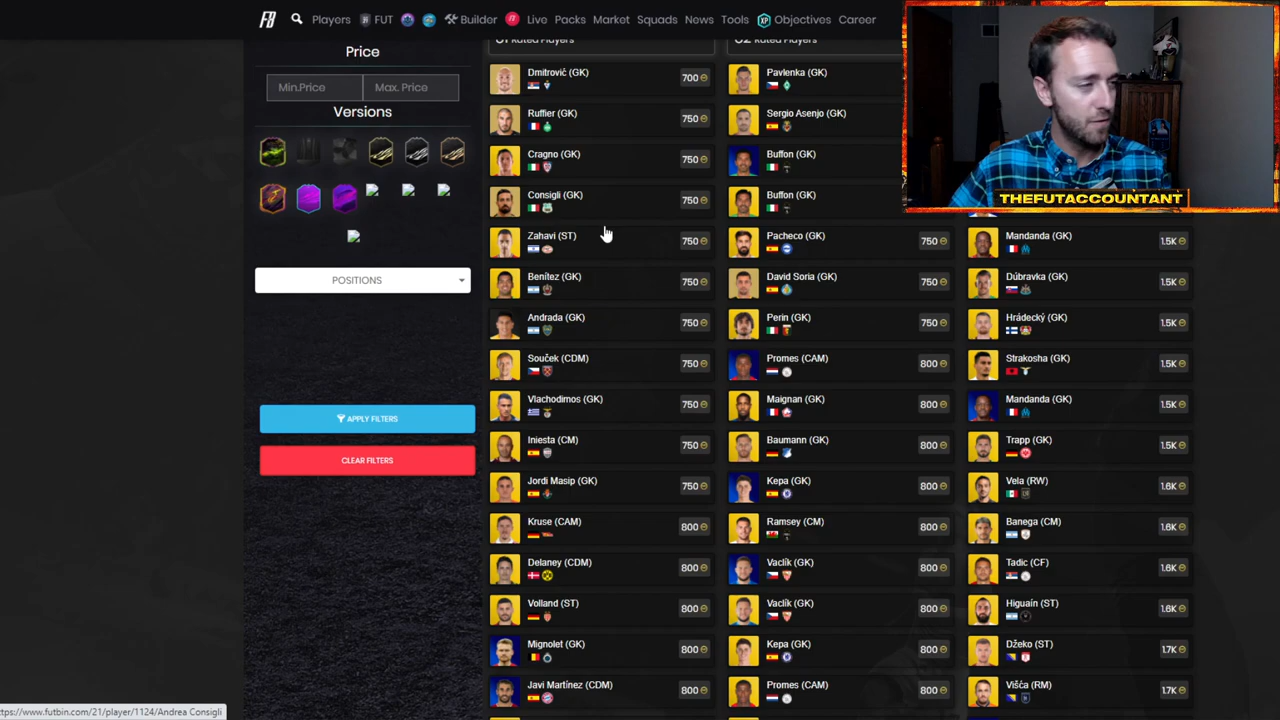 F8 Players FUT Builder Live Packs Market Squads News Tools XP Objectives Career
Price
Min.Price Max. Price
Versions
POSITIONS
APPLY FILTERS
CLEAR FILTERS
Rated Players
Dmitrovič (GK) 700
Ruffier (GK) 750
Cragno (GK) 750
Consigli (GK) 750
Zahavi (ST) 750
Benítez (GK) 750
Andrada (GK) 750
Souček (CDM) 750
Vlachodimos (GK) 750
Iniesta (CM) 750
Jordi Masip (GK) 750
Kruse (CAM) 800
Delaney (CDM) 800
Volland (ST) 800
Mignolet (GK) 800
Javi Martínez (CDM) 800
Rated Players
Pavlenka (GK)
Sergio Asenjo (GK)
Buffon (GK)
Buffon (GK)
Pacheco (GK) 750
David Soria (GK) 750
Perin (GK) 750
Promes (CAM) 800
Maignan (GK) 800
Baumann (GK) 800
Kepa (GK) 800
Ramsey (CM) 800
Vaclík (GK) 800
Vaclík (GK) 800
Kepa (GK) 800
Promes (CAM) 800
Mandanda (GK) 1.5K
Dúbravka (GK) 1.5K
Hrádecký (GK) 1.5K
Strakosha (GK) 1.5K
Mandanda (GK) 1.5K
Trapp (GK) 1.5K
Vela (RW) 1.6K
Banega (CM) 1.6K
Tadic (CF) 1.6K
Higuaín (ST) 1.6K
Džeko (ST) 1.7K
Višća (RM) 1.7K
THEFUTACCOUNTANT
ttps://www.futbin.com/21/player/1124/Andrea Consigli